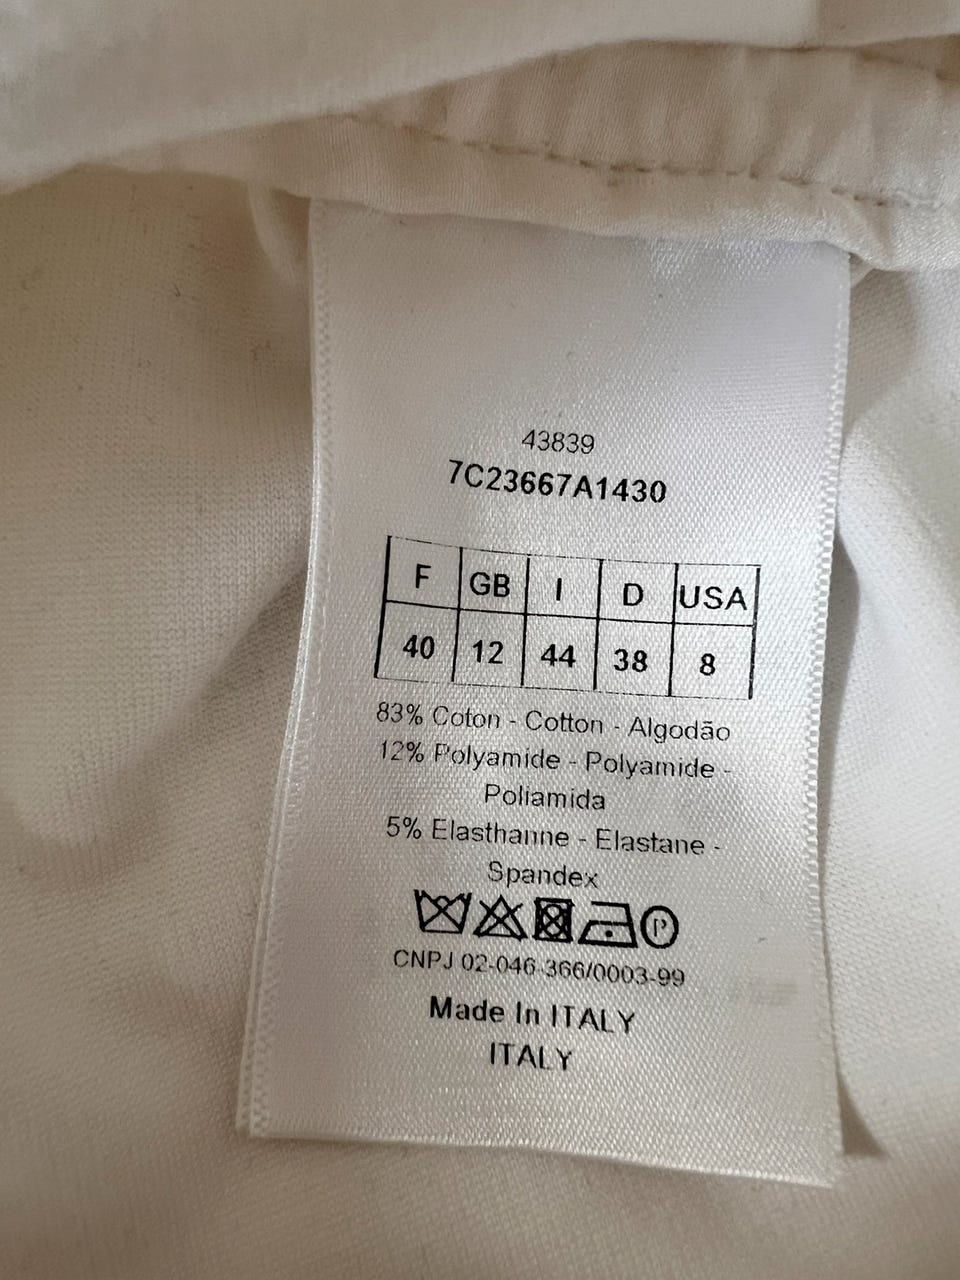 43839
7C23667A1430
F GB I D USA
40 12 44 38 8
83% Coton - Cotton - Algodão
12% Polyamide - Polyamide -
Poliamida
5% Elasthanne - Elastane -
Spandex
P
CNPJ 02-046-366/0003-99
Made In ITALY
ITALY